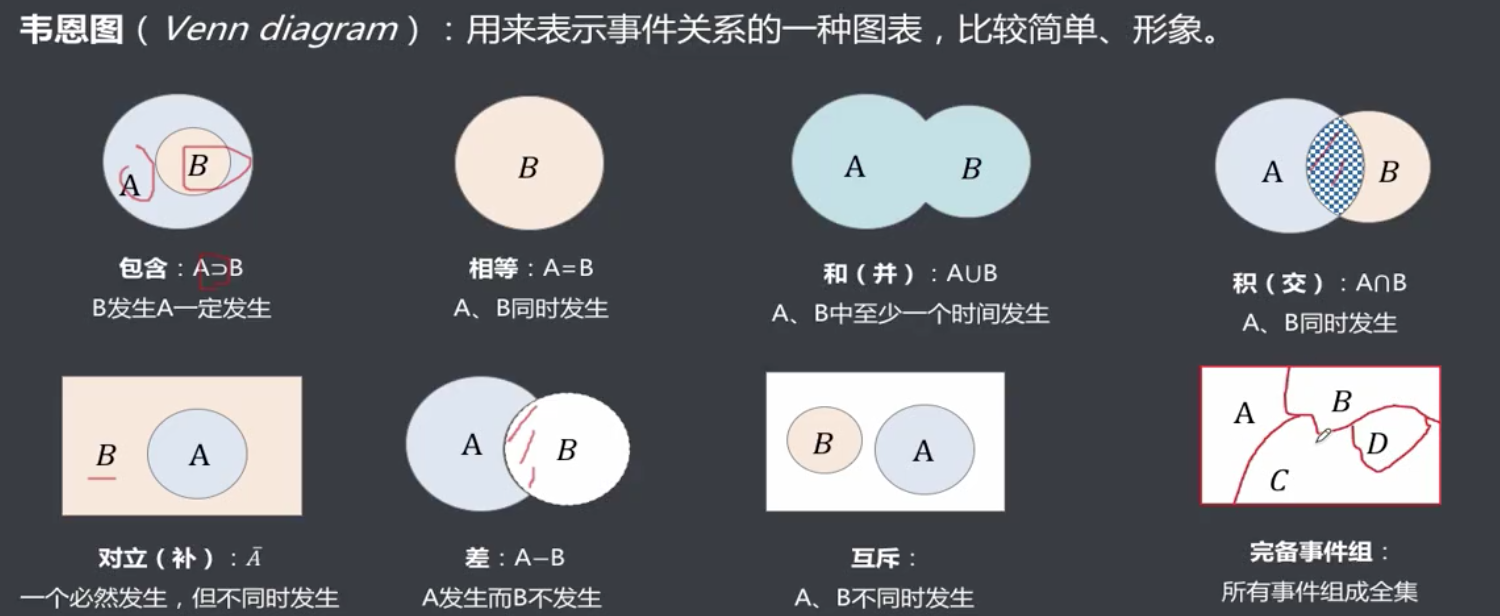 韦恩图（Venn diagram）：用来表示事件关系的一种图表，比较简单、形象。
A B
B
A B
A B
包含：A⊃B
B发生A一定发生
相等：A=B
A、B同时发生
和（并）：A∪B
A、B中至少一个时间发生
积（交）：A∩B
A、B同时发生
B A
A B
B A
A B C D
对立（补）：Ā
一个必然发生，但不同时发生
差：A−B
A发生而B不发生
互斥：
A、B不同时发生
完备事件组：
所有事件组成全集